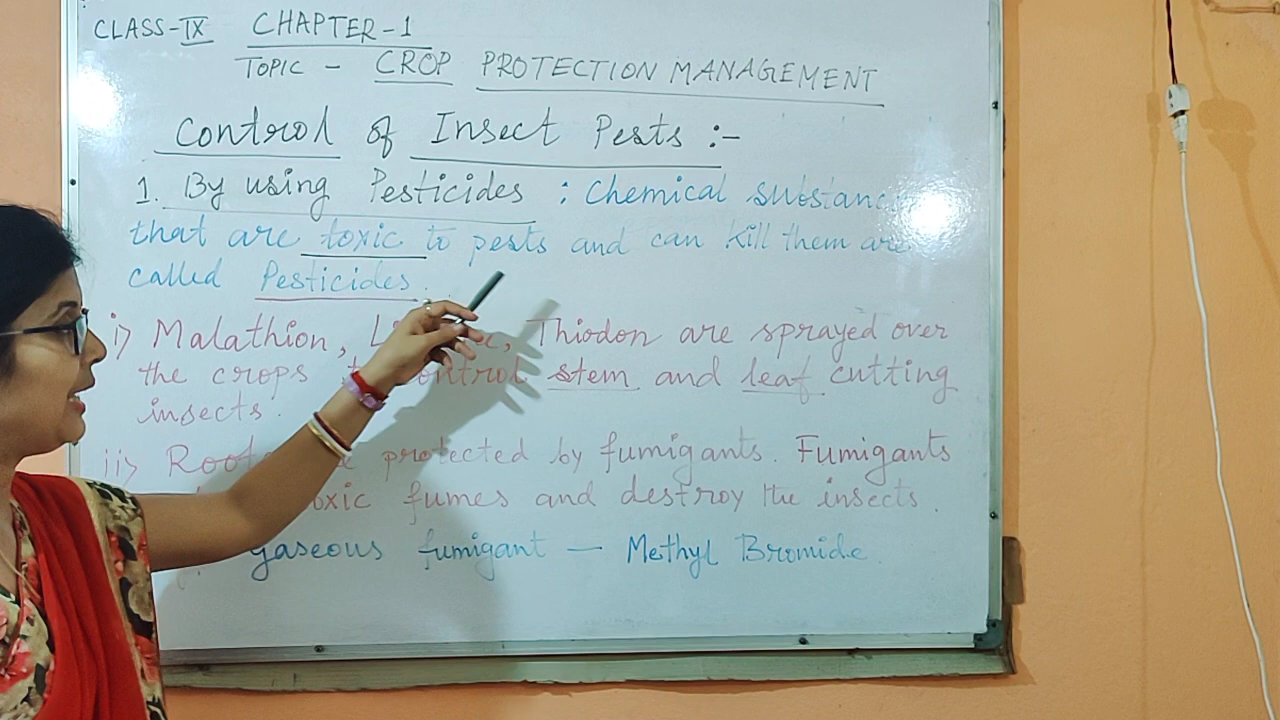 CLASS-IX CHAPTER-1
TOPIC - CROP PROTECTION MANAGEMENT
Control of Insect Pests :-
1. By using Pesticides : Chemical
that are toxic to pests and can kill them are
called Pesticides.
i) Malathion, Thiodon are sprayed over
the crops control stem and leaf cutting
insects.
ii) protected by fumigants. Fumigants
fumes and destroy the insects.
gaseous fumigant — Methyl Bromide.